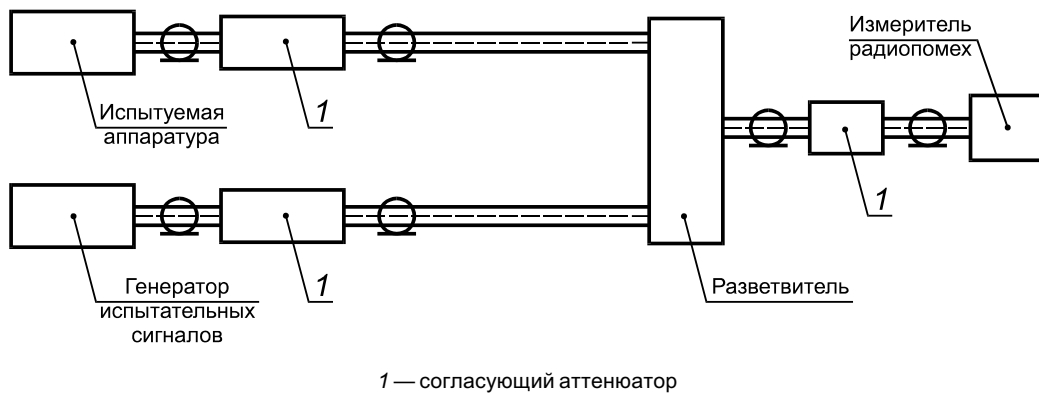 Измеритель
радиопомех
Испытуемая
аппаратура
1
1
Генератор
испытательных
сигналов
1
Разветвитель
1 — согласующий аттенюатор